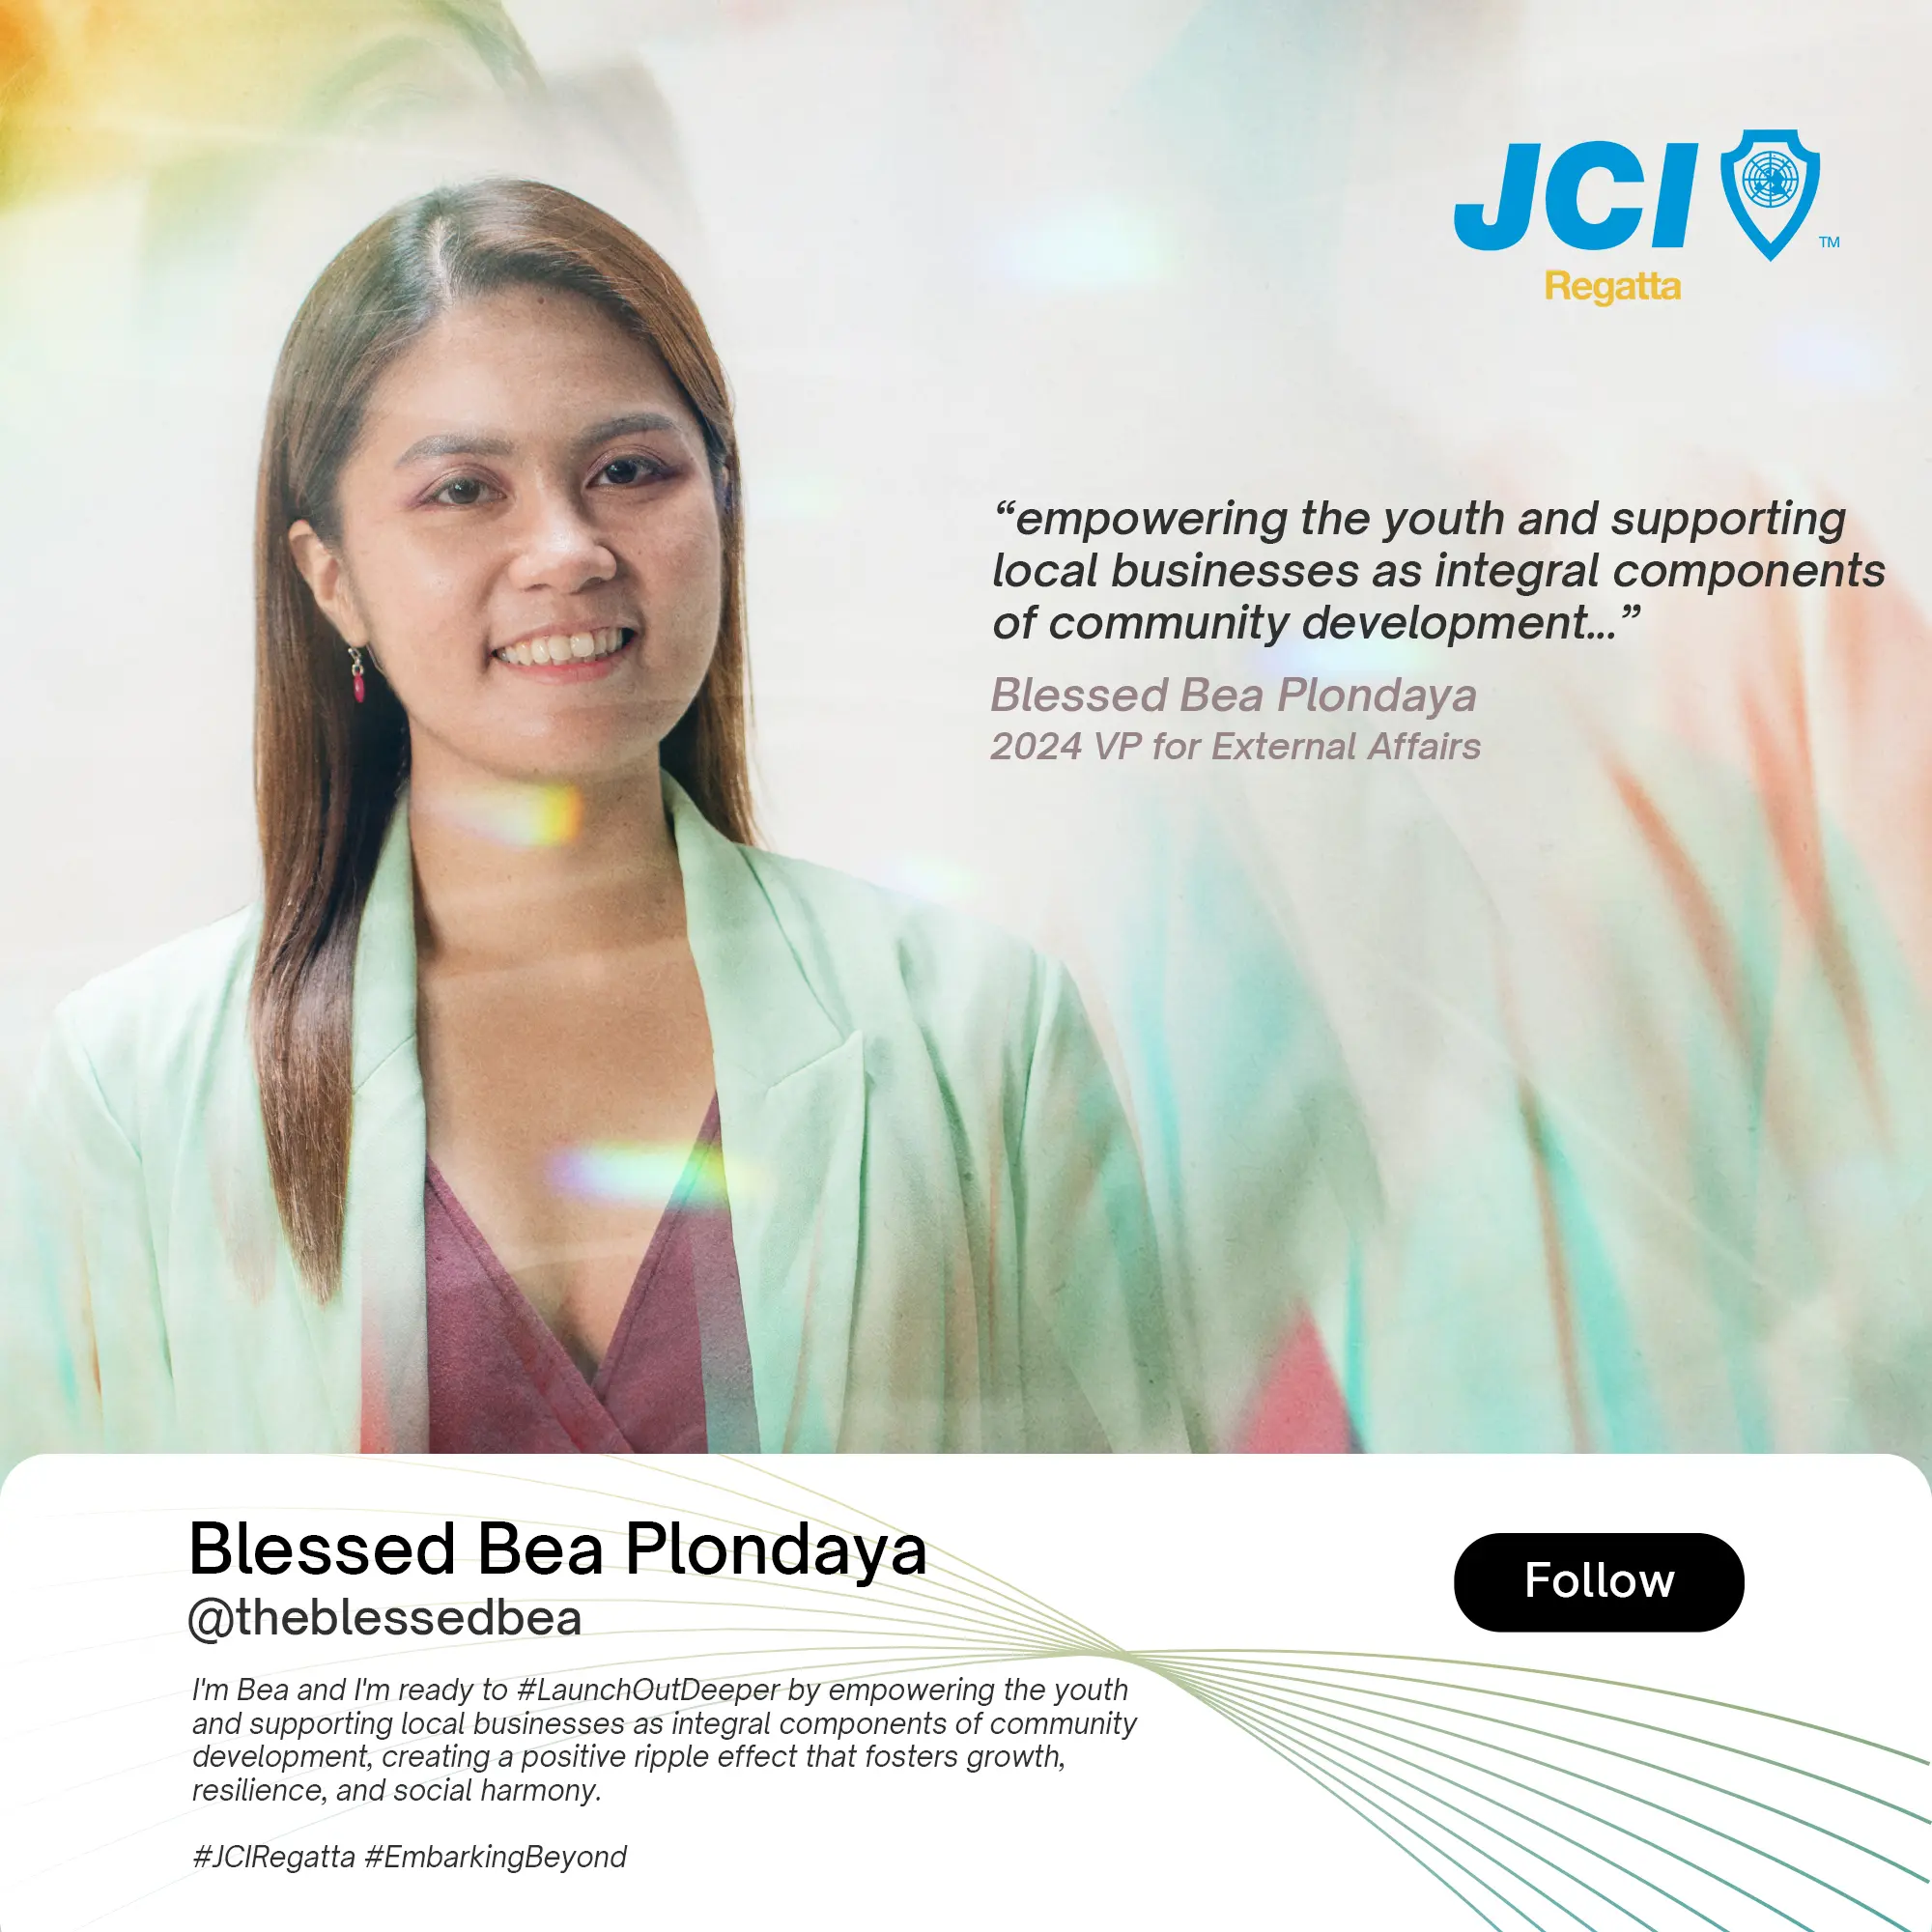 JCI
TM
Regatta
“empowering the youth and supporting
local businesses as integral components
of community development...”
Blessed Bea Plondaya
2024 VP for External Affairs
Blessed Bea Plondaya
@theblessedbea
Follow
I'm Bea and I'm ready to #LaunchOutDeeper by empowering the youth
and supporting local businesses as integral components of community
development, creating a positive ripple effect that fosters growth,
resilience, and social harmony.
#JCIRegatta #EmbarkingBeyond